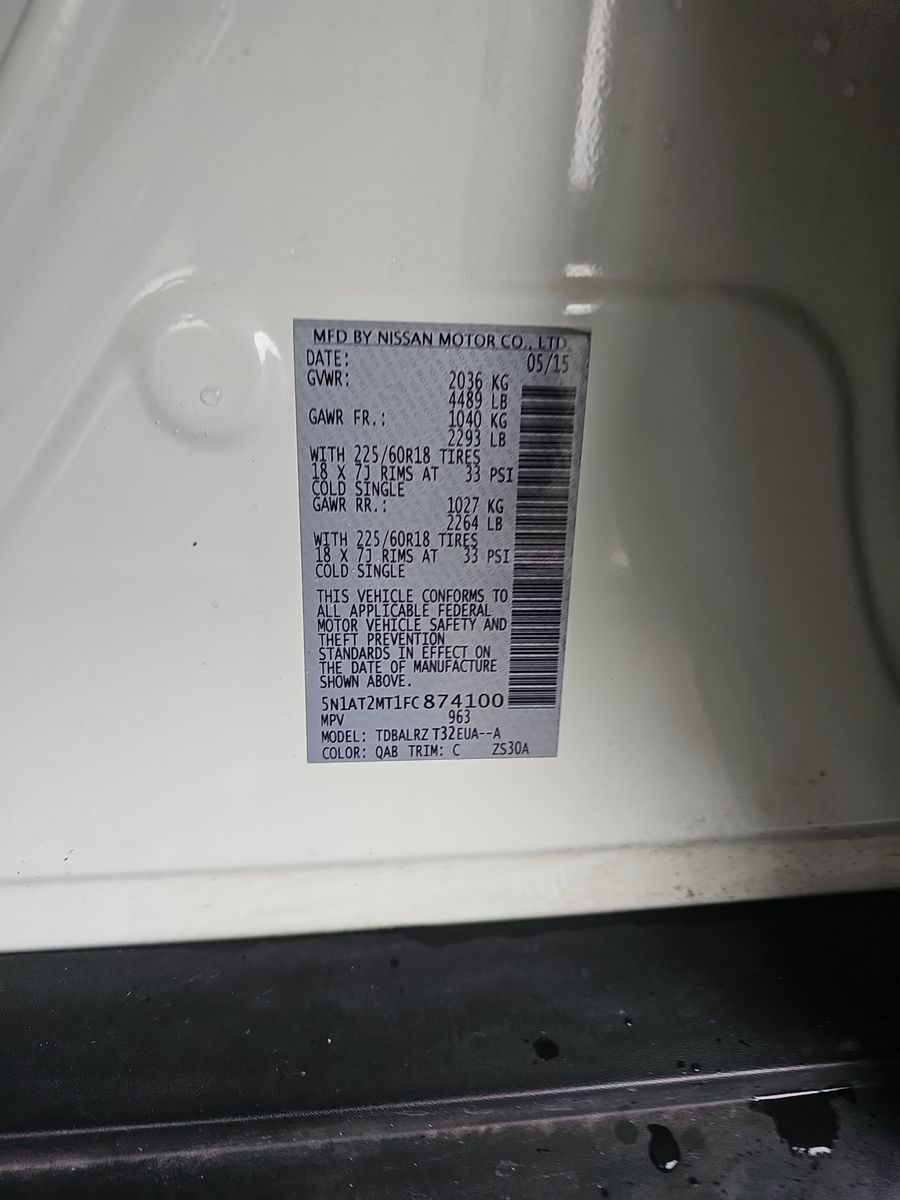 MFD BY NISSAN MOTOR CO., LTD.
DATE: 05/15
GVWR: 2036 KG
4489 LB
GAWR FR.: 1040 KG
2293 LB
WITH 225/60R18 TIRES
18 X 7J RIMS AT 33 PSI
COLD SINGLE
GAWR RR.: 1027 KG
2264 LB
WITH 225/60R18 TIRES
18 X 7J RIMS AT 33 PSI
COLD SINGLE
THIS VEHICLE CONFORMS TO
ALL APPLICABLE FEDERAL
MOTOR VEHICLE SAFETY AND
THEFT PREVENTION
STANDARDS IN EFFECT ON
THE DATE OF MANUFACTURE
SHOWN ABOVE.
5N1AT2MT1FC874100
MPV 963
MODEL: TDBALRZ T32EUA--A
COLOR: QAB TRIM: C ZS30A